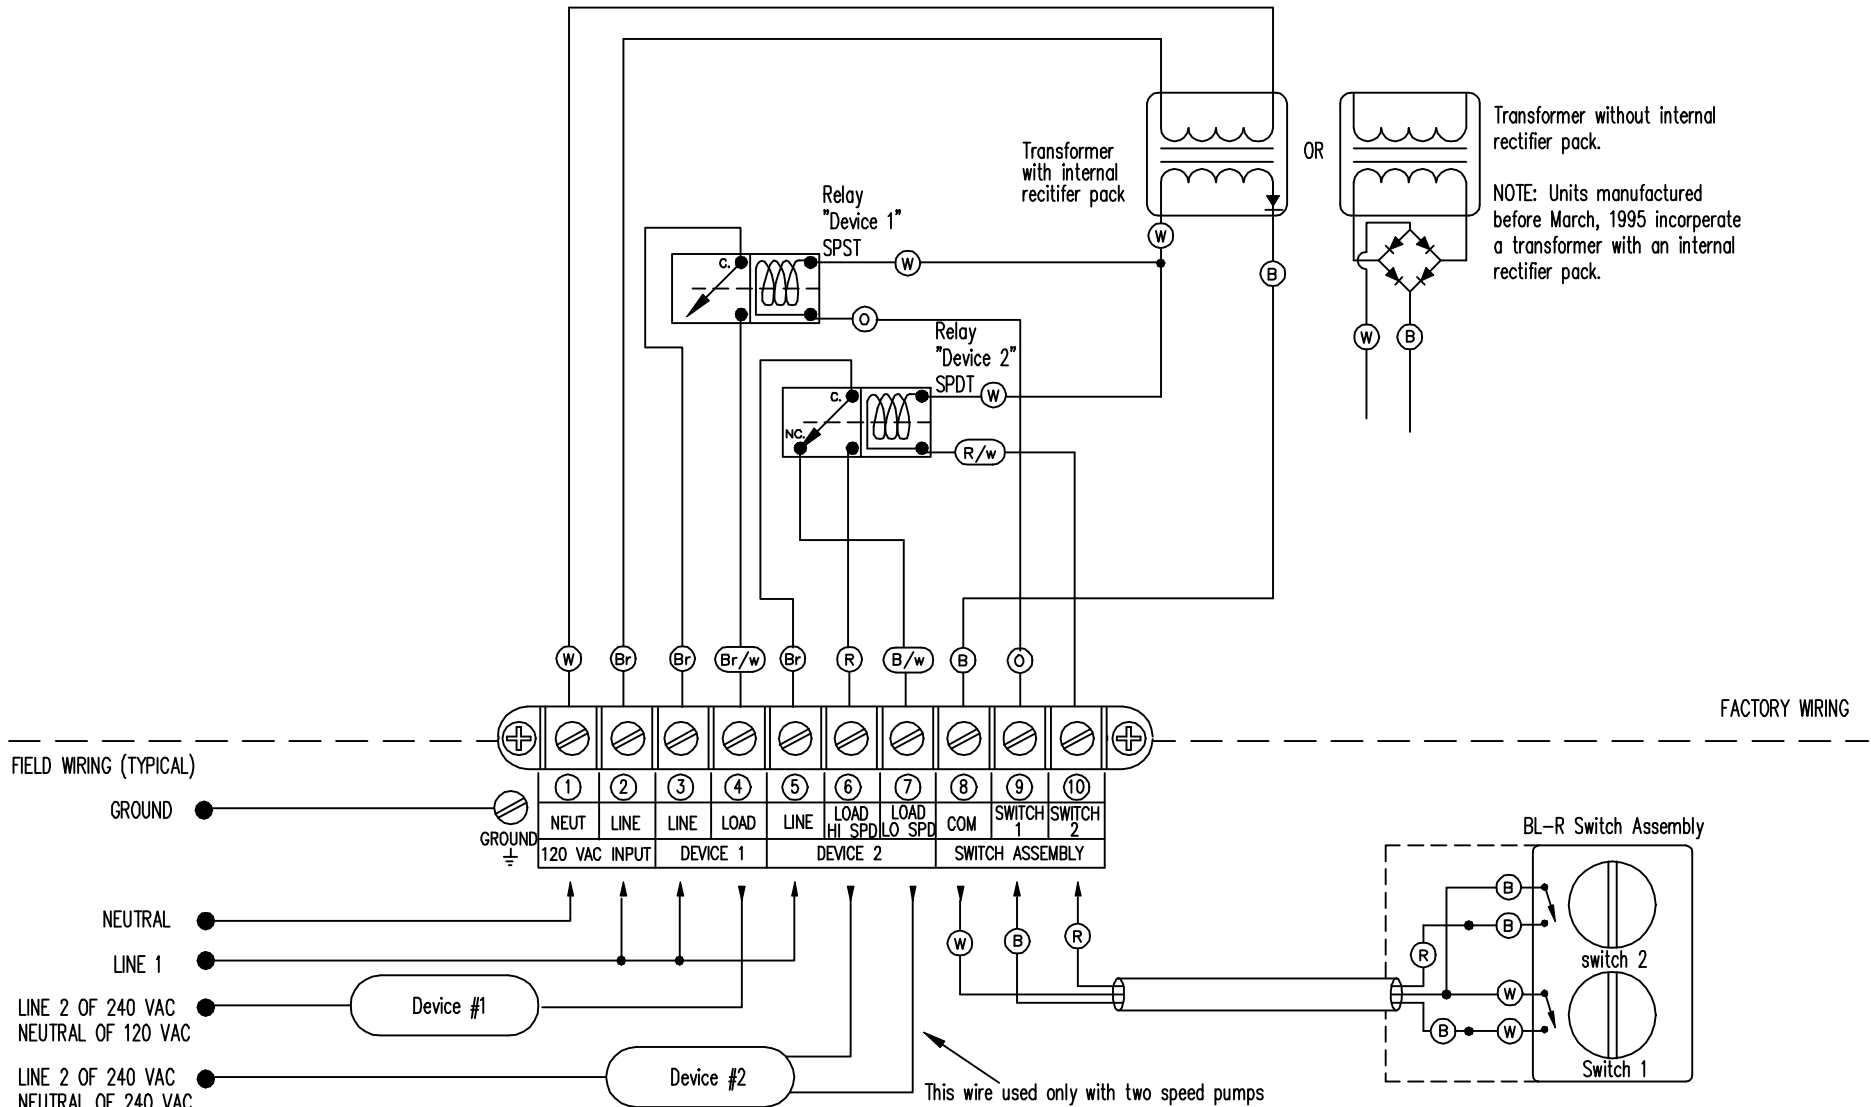 Transformer without internal
rectifier pack.
NOTE: Units manufactured
before March, 1995 incorperate
a transformer with an internal
rectifier pack.
OR
Transformer
with internal
recitifer pack
W
B
W
B
Relay
"Device 1"
SPST
C.
W
O
Relay
"Device 2"
SPDT
C.
NC.
W
R/w
W
Br
Br
Br/w
Br
R
B/w
B
O
FACTORY WIRING
FIELD WIRING (TYPICAL)
GROUND
GROUND
1 2 3 4 5 6 7 8 9 10
NEUT
LINE
LINE
LOAD
LINE
LOAD
HI SPD
LOAD
LO SPD
COM
SWITCH
1
SWITCH
2
120 VAC INPUT
DEVICE 1
DEVICE 2
SWITCH ASSEMBLY
NEUTRAL
LINE 1
LINE 2 OF 240 VAC
NEUTRAL OF 120 VAC
Device #1
LINE 2 OF 240 VAC
NEUTRAL OF 240 VAC
Device #2
This wire used only with two speed pumps
W
B
R
BL-R Switch Assembly
B
B
R
switch 2
W
B
W
Switch 1